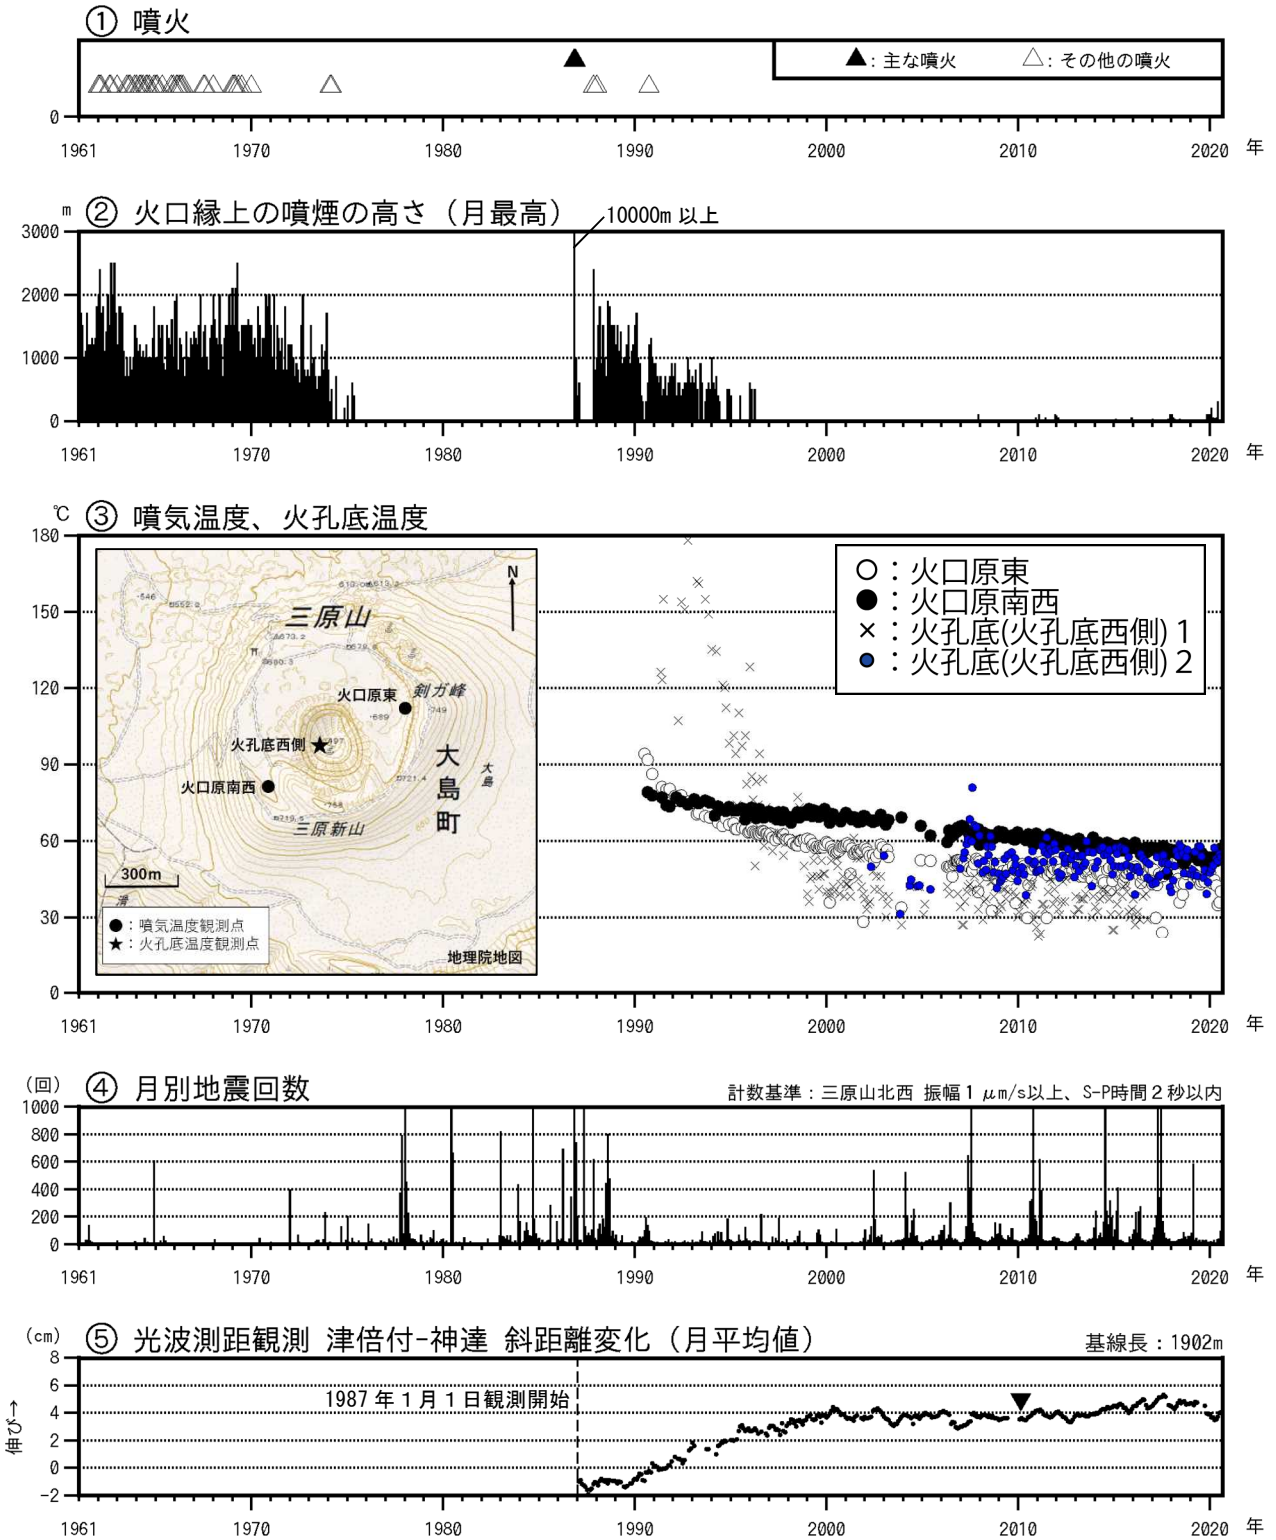 ① 噴火
▲：主な噴火 △：その他の噴火
0
1961 1970 1980 1990 2000 2010 2020 年
m ② 火口縁上の噴煙の高さ（月最高） 10000m 以上
3000
2000
1000
0
1961 1970 1980 1990 2000 2010 2020 年
℃ ③ 噴気温度、火孔底温度
180
150
120
90
60
30
0
○：火口原東
●：火口原南西
×：火孔底(火孔底西側)１
●：火孔底(火孔底西側)２
N
三原山
火口原東
剣ガ峰
火孔底西側
火口原南西
大島町
大島
三原新山
300m
●：噴気温度観測点
★：火孔底温度観測点
地理院地図
1961 1970 1980 1990 2000 2010 2020 年
(回) ④ 月別地震回数 計数基準：三原山北西 振幅１μm/s以上、S-P時間２秒以内
1000
800
600
400
200
0
1961 1970 1980 1990 2000 2010 2020 年
(cm) ⑤ 光波測距観測 津倍付-神達 斜距離変化（月平均値） 基線長：1902m
8
6
4
2
0
-2
伸び→
1987年１月１日観測開始
1961 1970 1980 1990 2000 2010 2020 年